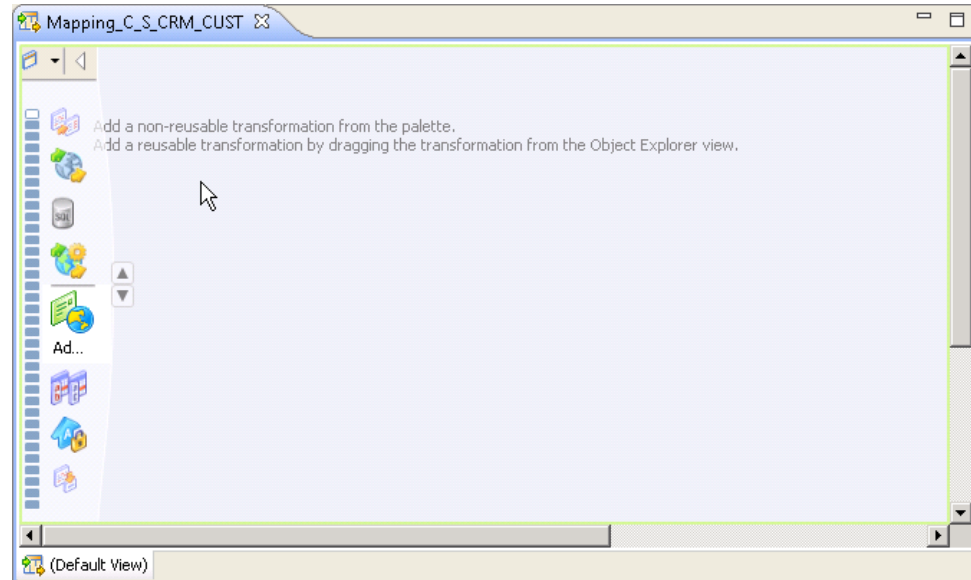 Mapping_C_S_CRM_CUST
Add a non-reusable transformation from the palette.
Add a reusable transformation by dragging the transformation from the Object Explorer view.
SQL
Ad...
(Default View)